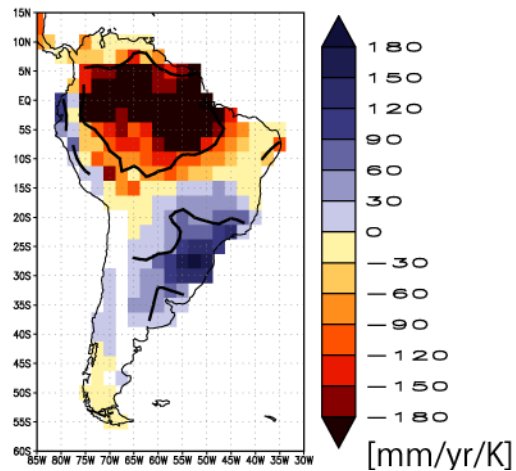 15N
10N
5N
EQ
5S
10S
15S
20S
25S
30S
35S
40S
45S
50S
55S
60S
85W 80W 75W 70W 65W 60W 55W 50W 45W 40W 35W 30W
180
150
120
90
60
30
0
−30
−60
−90
−120
−150
−180
[mm/yr/K]